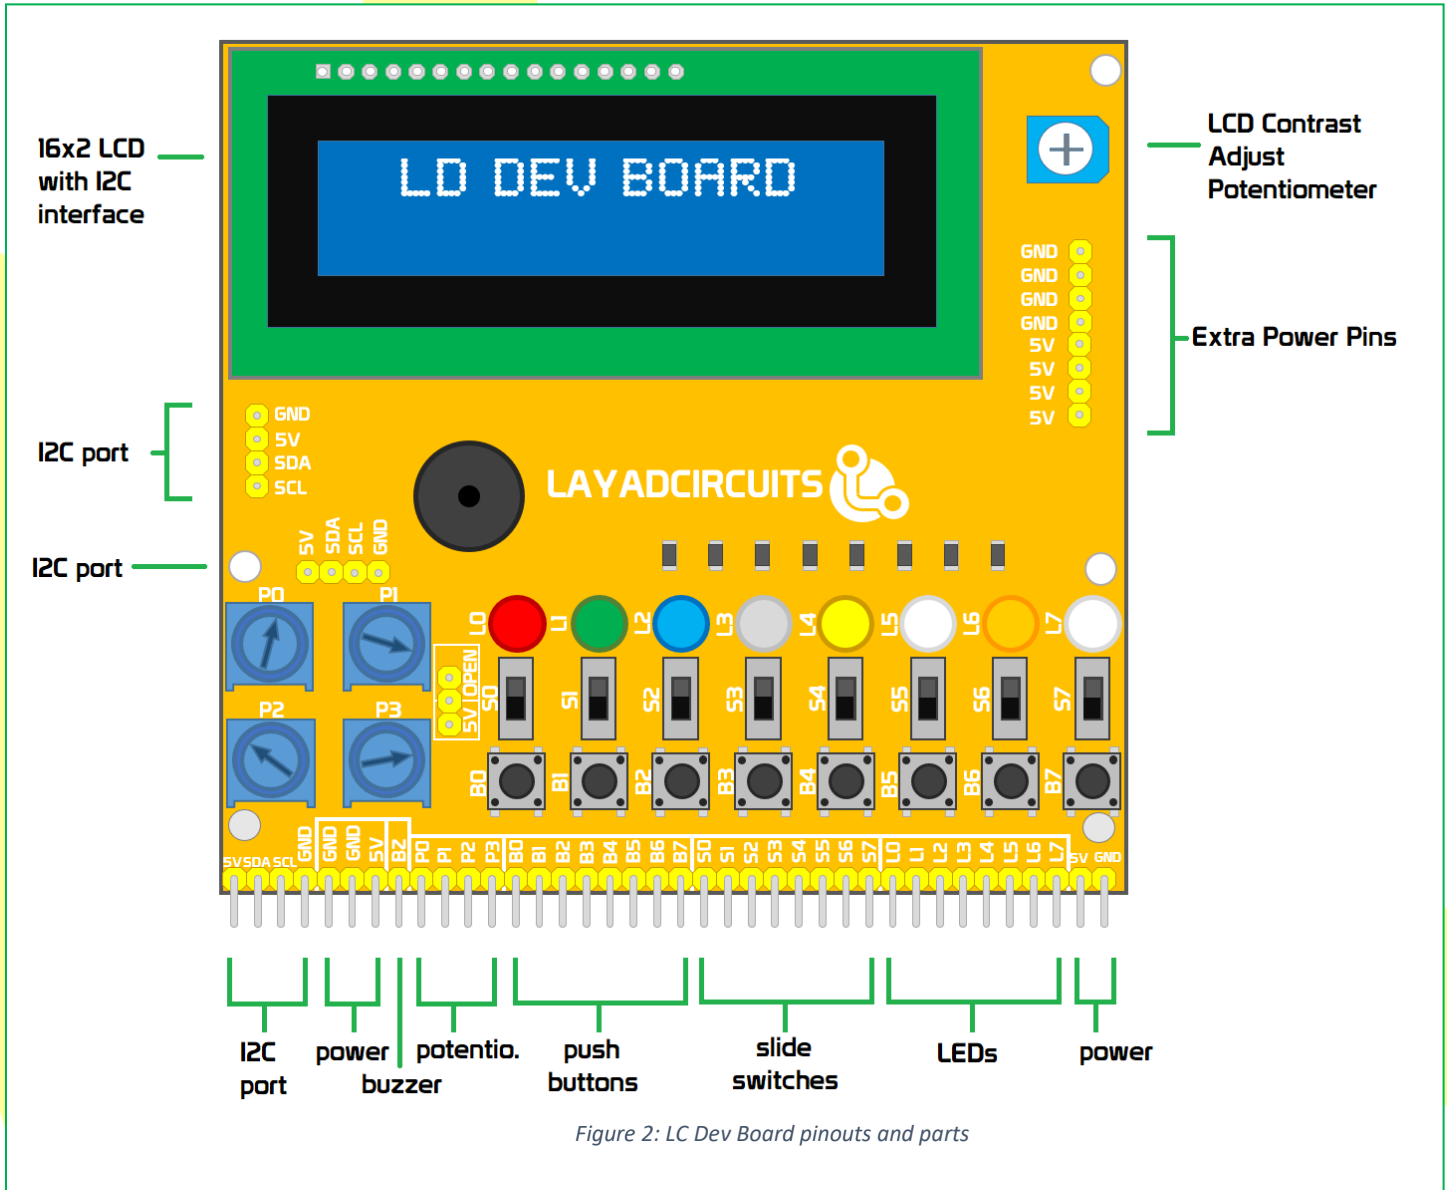 LD DEV BOARD
16x2 LCD
with I2C
interface
LCD Contrast
Adjust
Potentiometer
GND
GND
GND
GND
5V
5V
5V
5V
Extra Power Pins
I2C port
GND
5V
SDA
SCL
LAYADCIRCUITS
I2C port
5V SDA SCL GND
P0 P1
P2 P3
5V OPEN
L0 L1 L2 L3 L4 L5 L6 L7
S0 S1 S2 S3 S4 S5 S6 S7
B0 B1 B2 B3 B4 B5 B6 B7
5V SDA SCL GND GND GND 5V BZ P0 P1 P2 P3 B0 B1 B2 B3 B4 B5 B6 B7 S0 S1 S2 S3 S4 S5 S6 S7 L0 L1 L2 L3 L4 L5 L6 L7 5V GND
I2C
port
power
buzzer
potentio.
push
buttons
slide
switches
LEDs
power
Figure 2: LC Dev Board pinouts and parts